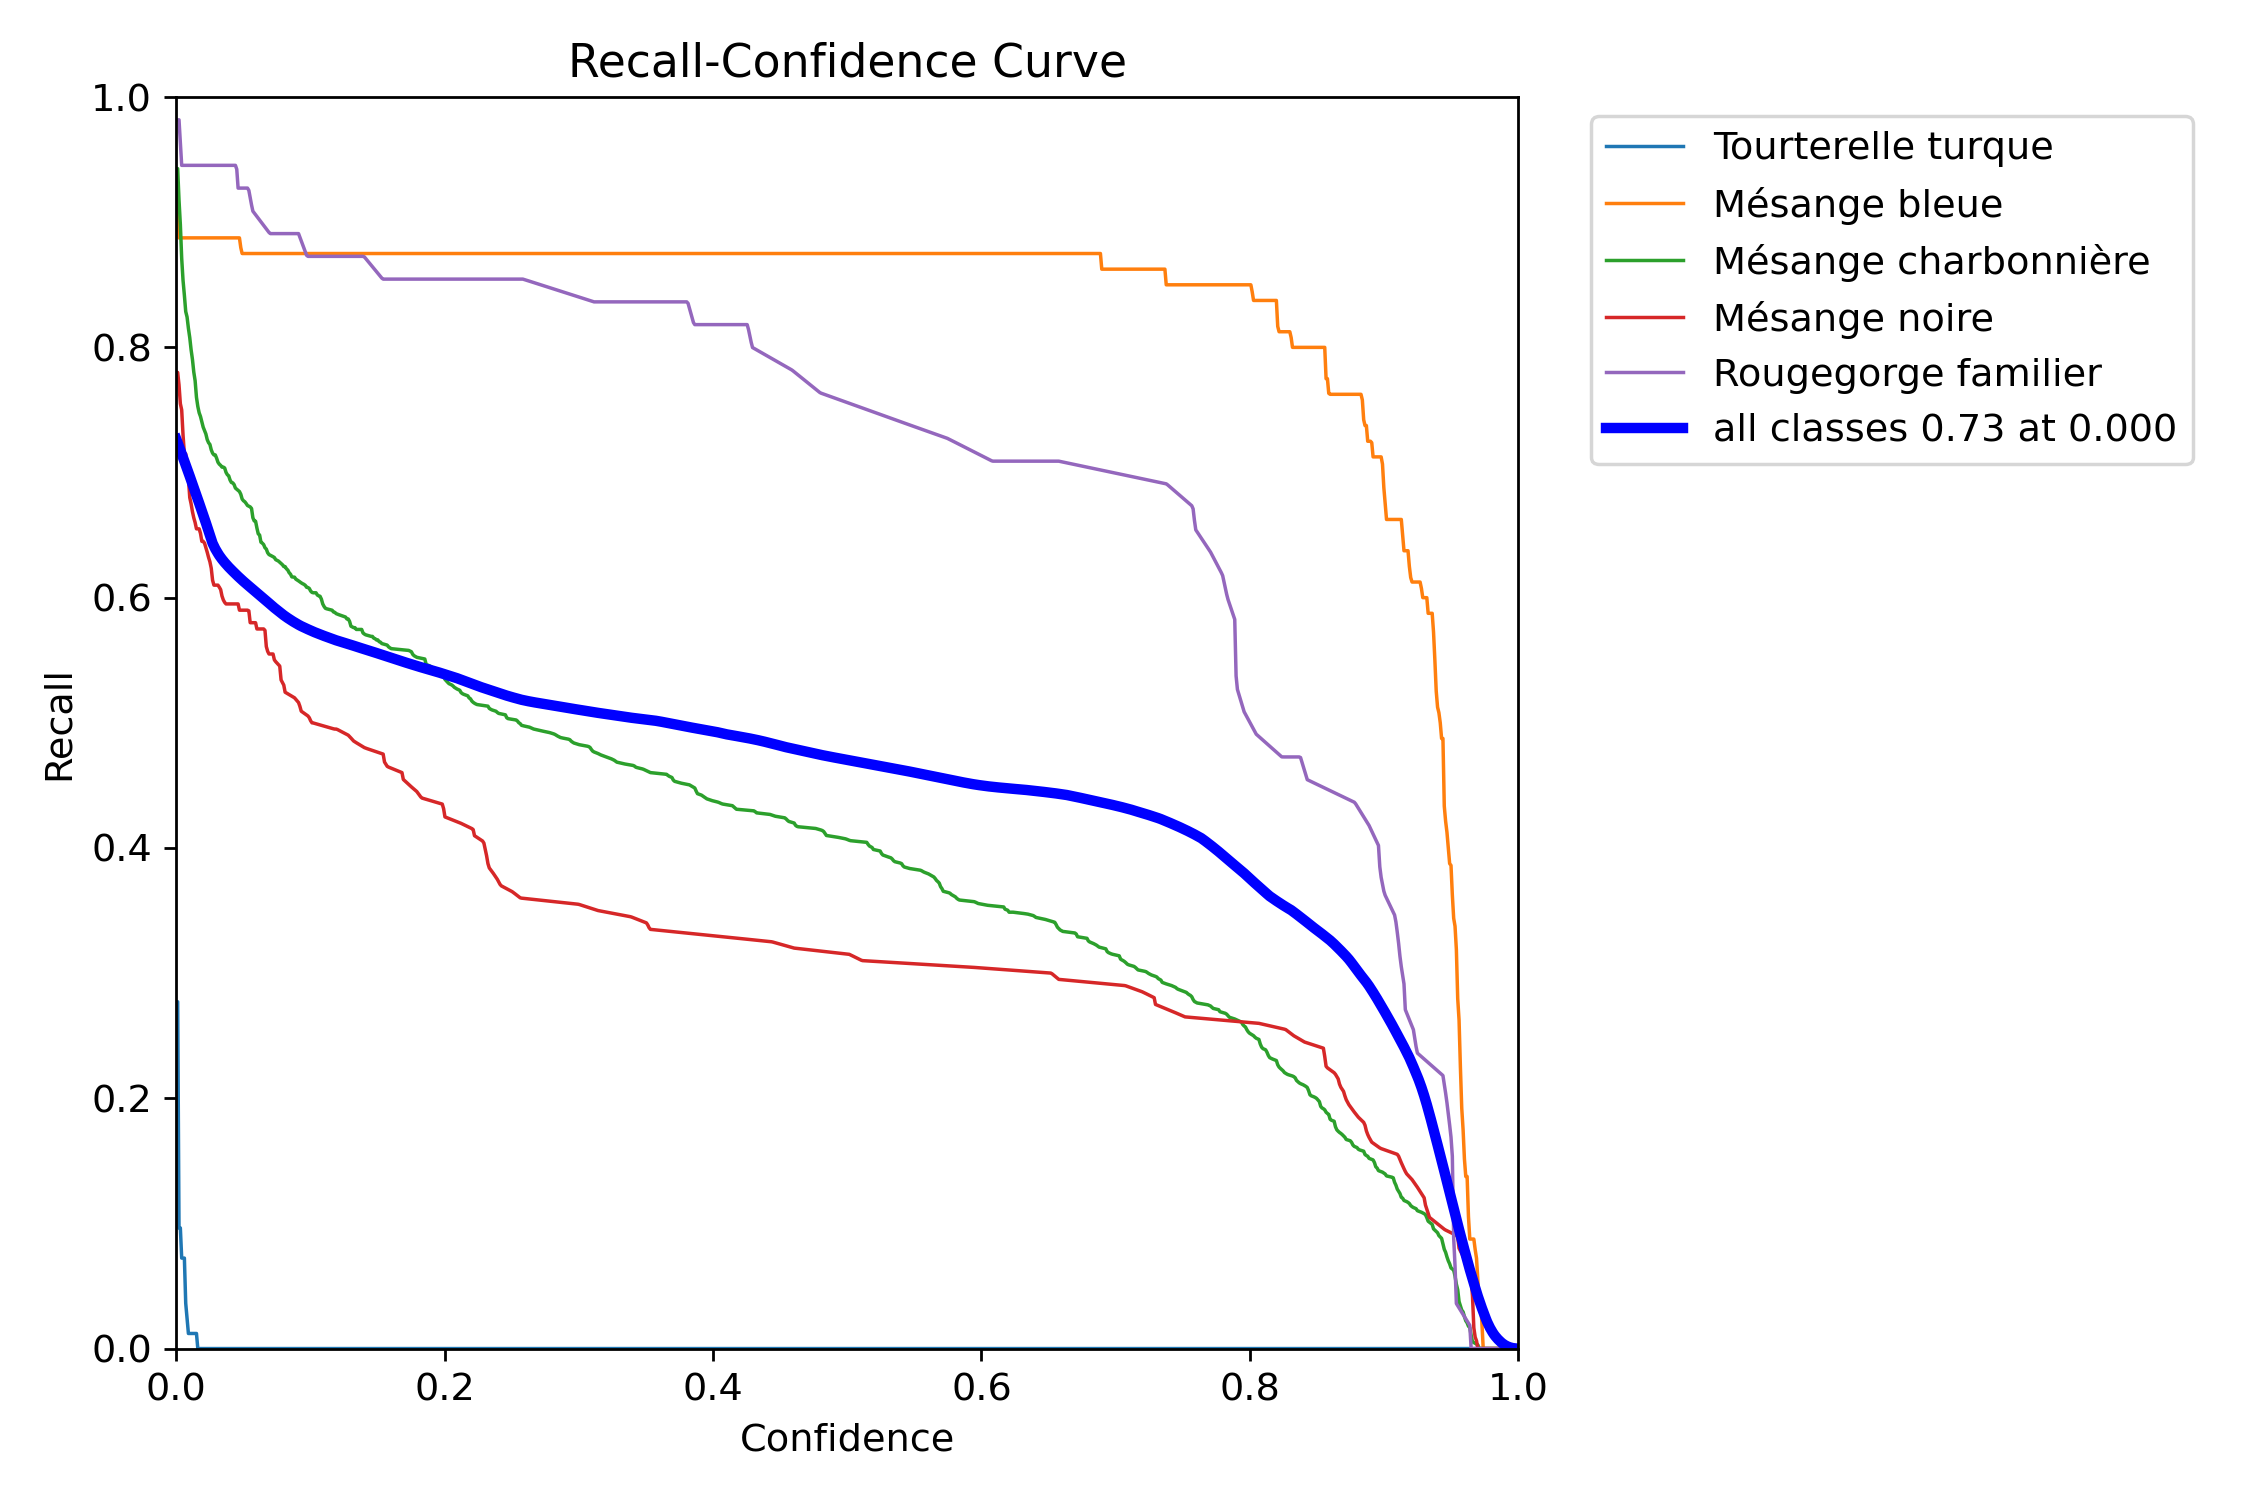 Recall-Confidence Curve
1.0
0.8
0.6
0.4
0.2
0.0
Recall
0.0 0.2 0.4 0.6 0.8 1.0
Confidence
Tourterelle turque
Mésange bleue
Mésange charbonnière
Mésange noire
Rougegorge familier
all classes 0.73 at 0.000